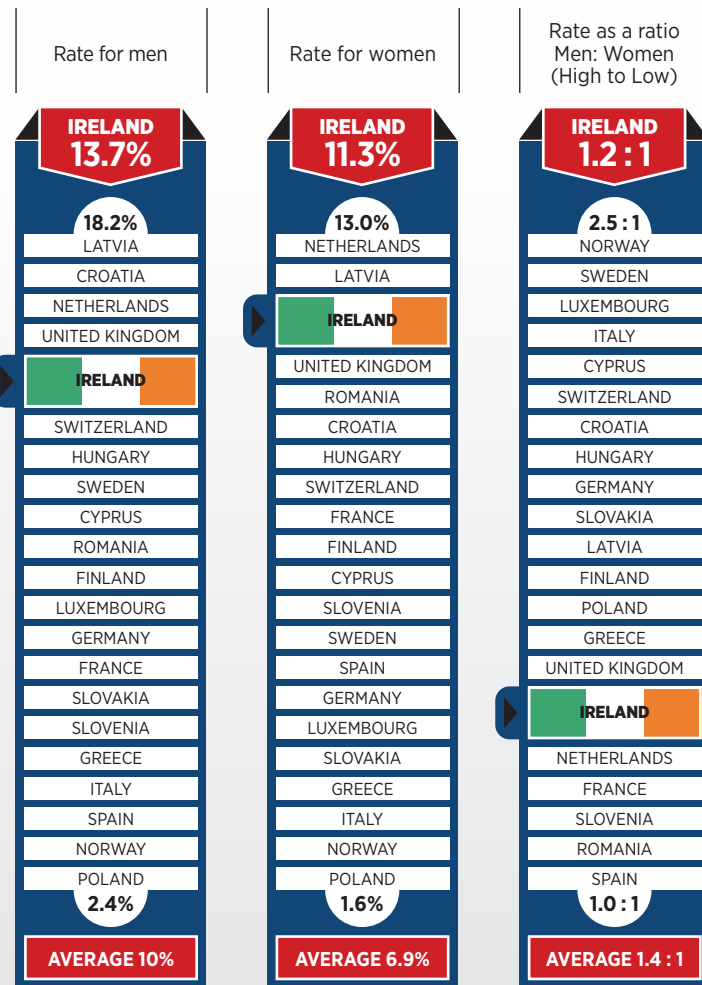 Rate for men
IRELAND
13.7%
18.2%
LATVIA
CROATIA
NETHERLANDS
UNITED KINGDOM
IRELAND
SWITZERLAND
HUNGARY
SWEDEN
CYPRUS
ROMANIA
FINLAND
LUXEMBOURG
GERMANY
FRANCE
SLOVAKIA
SLOVENIA
GREECE
ITALY
SPAIN
NORWAY
POLAND
2.4%
AVERAGE 10%
Rate for women
IRELAND
11.3%
13.0%
NETHERLANDS
LATVIA
IRELAND
UNITED KINGDOM
ROMANIA
CROATIA
HUNGARY
SWITZERLAND
FRANCE
FINLAND
CYPRUS
SLOVENIA
SWEDEN
SPAIN
GERMANY
LUXEMBOURG
SLOVAKIA
GREECE
ITALY
NORWAY
POLAND
1.6%
AVERAGE 6.9%
Rate as a ratio
Men: Women
(High to Low)
IRELAND
1.2 : 1
2.5 : 1
NORWAY
SWEDEN
LUXEMBOURG
ITALY
CYPRUS
SWITZERLAND
CROATIA
HUNGARY
GERMANY
SLOVAKIA
LATVIA
FINLAND
POLAND
GREECE
UNITED KINGDOM
IRELAND
NETHERLANDS
FRANCE
SLOVENIA
ROMANIA
SPAIN
1.0 : 1
AVERAGE 1.4 : 1